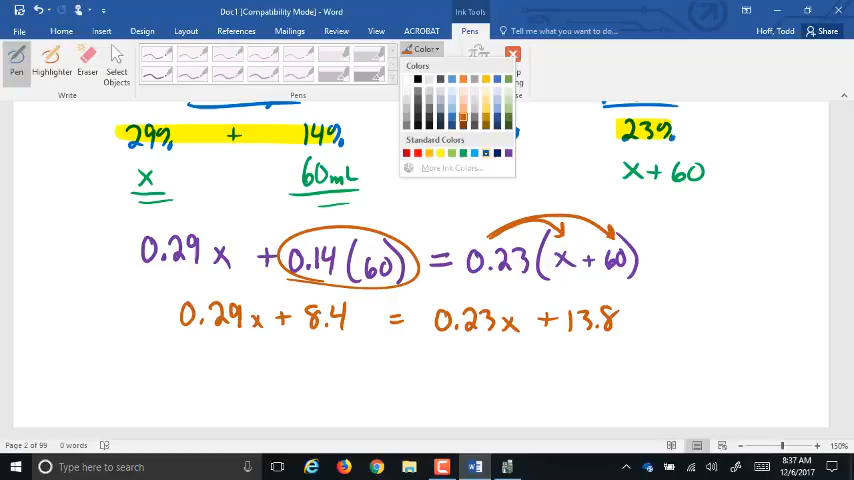 Doc1 [Compatibility Mode] - Word
Ink Tools
Hoff, Todd
File Home Insert Design Layout References Mailings Review View ACROBAT Pens Tell me what you want to do... Share
Color
Pen Highlighter Eraser Select Objects
Write Pens
Colors
Standard Colors
More Ink Colors...
29% + 14% 23%
x 60mL x + 60
0.29x + 0.14(60) = 0.23(x + 60)
0.29x + 8.4 = 0.23x + 13.8
Page 2 of 99 0 words 150%
Type here to search
8:37 AM
12/6/2017